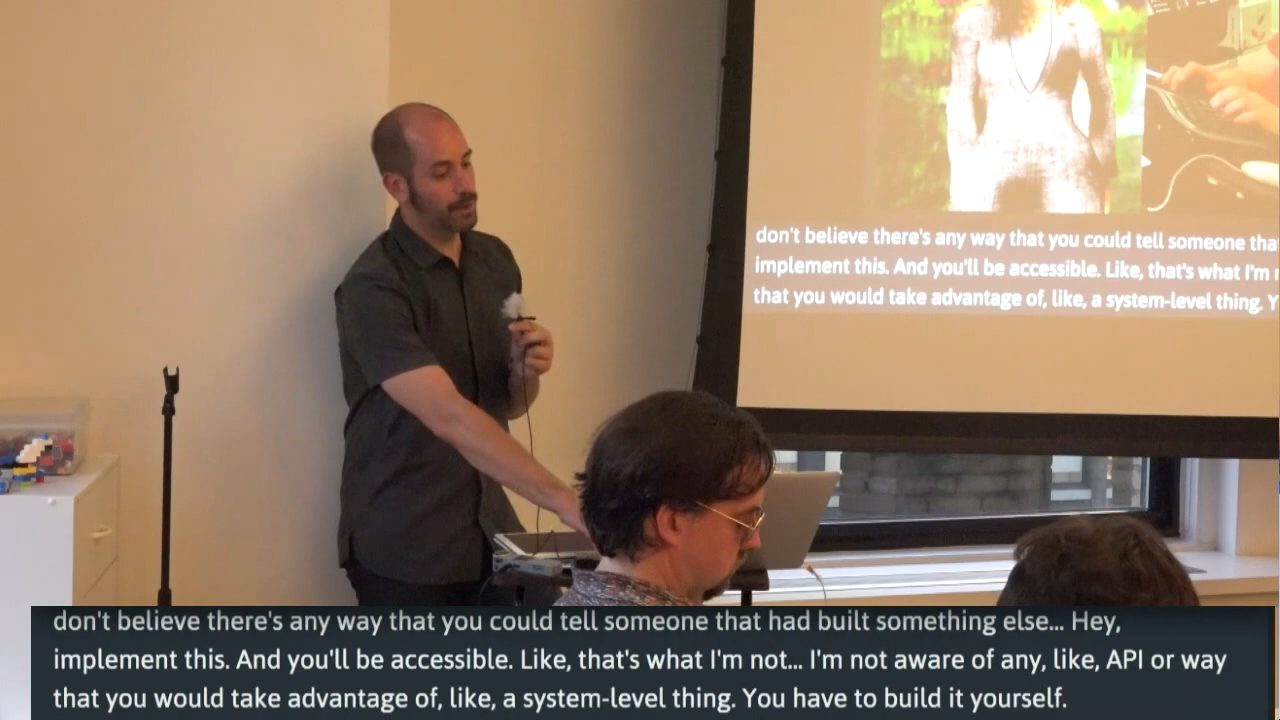 don't believe there's any way that you could tell someone tha
implement this. And you'll be accessible. Like, that's what I'm
that you would take advantage of, like, a system-level thing. Y
don't believe there's any way that you could tell someone that had built something else... Hey,
implement this. And you'll be accessible. Like, that's what I'm not... I'm not aware of any, like, API or way
that you would take advantage of, like, a system-level thing. You have to build it yourself.